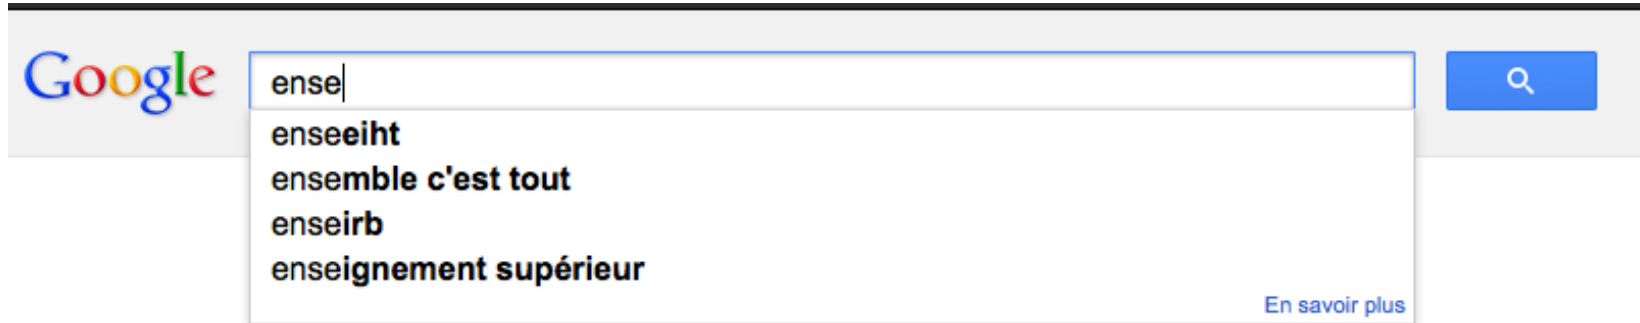 Google
ense
enseeiht
ensemble c'est tout
enseirb
enseignement supérieur
En savoir plus